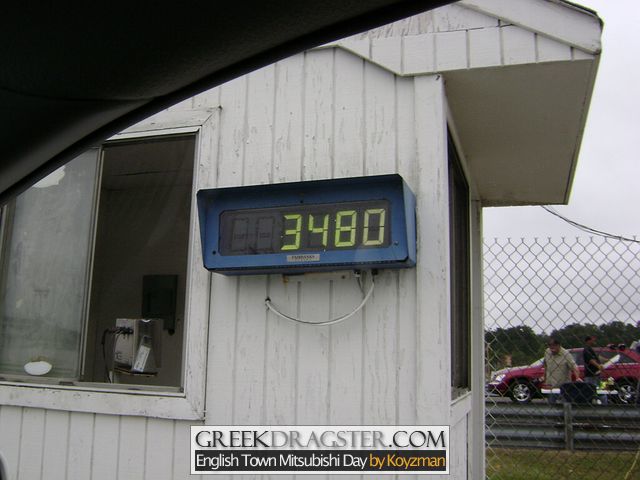 3480
GREEKDRAGSTER.COM
English Town Mitsubishi Day by Koyzman